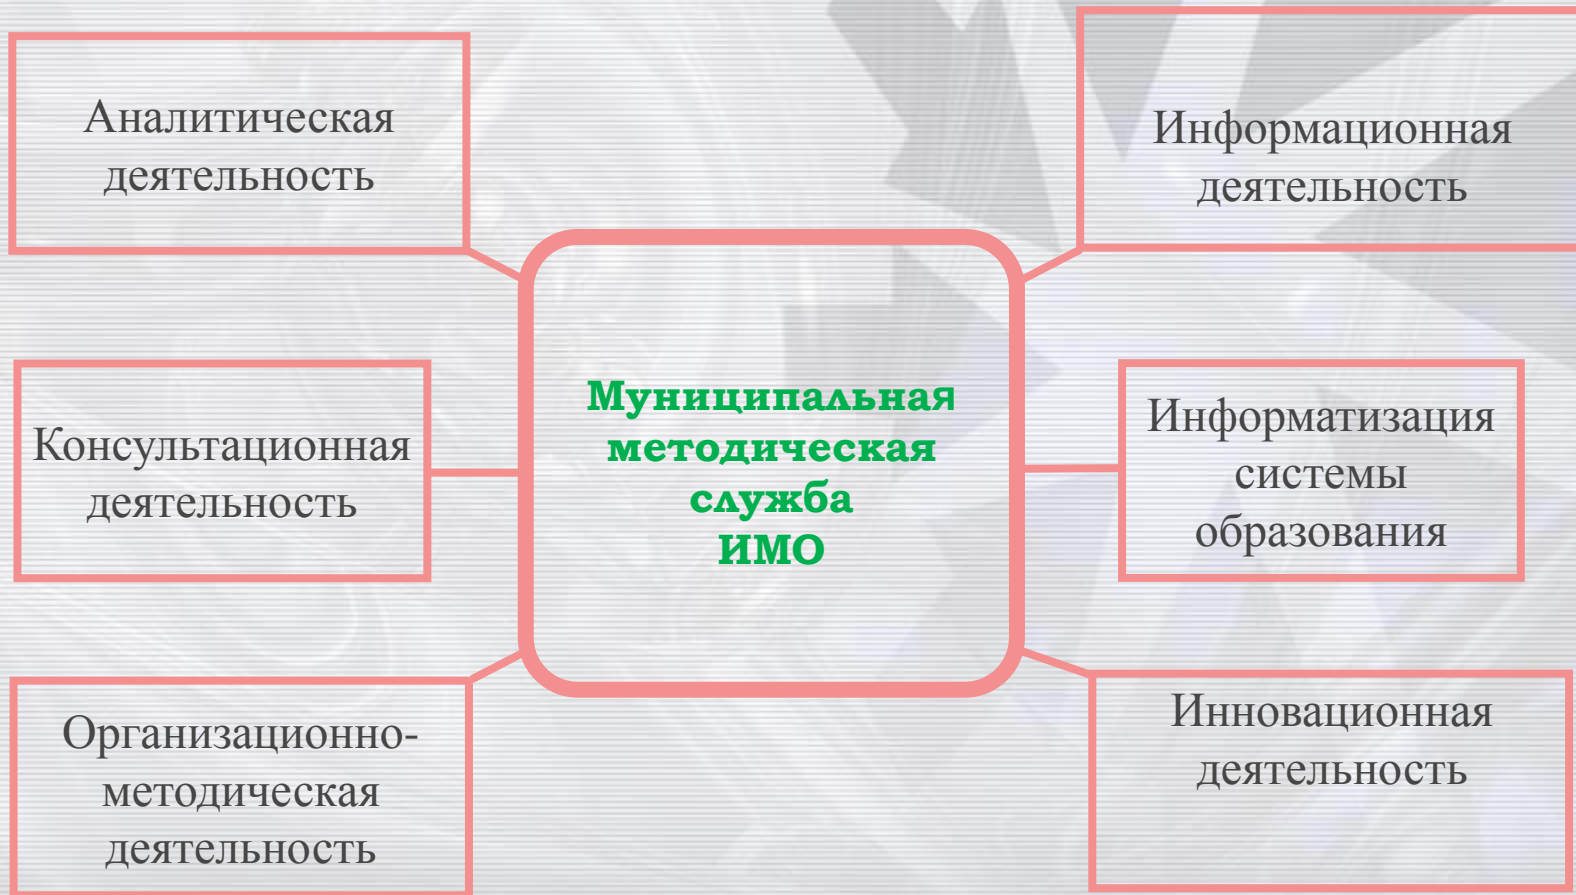 Аналитическая
деятельность
Информационная
деятельность
Консультационная
деятельность
Муниципальная
методическая
служба
ИМО
Информатизация
системы
образования
Организационно-
методическая
деятельность
Инновационная
деятельность